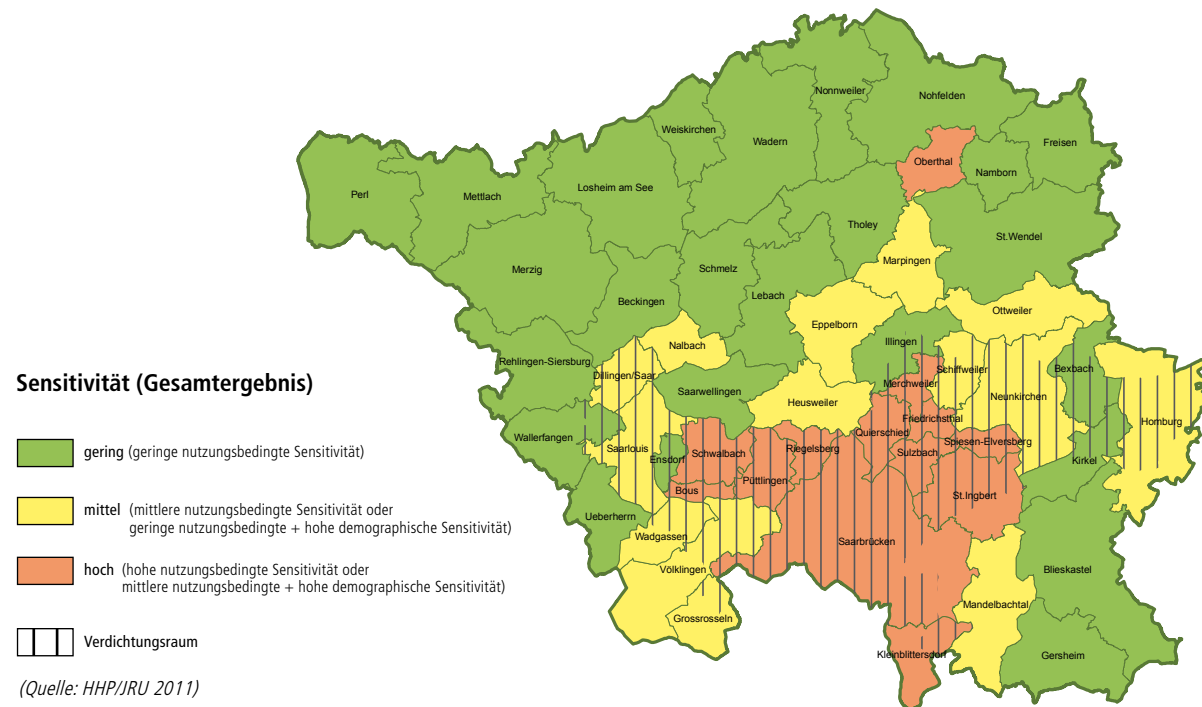 Nonnweiler
Nohfelden
Weiskirchen
Wadern
Freisen
Oberthal
Namborn
Perl
Mettlach
Losheim am See
Tholey
St.Wendel
Marpingen
Merzig
Schmelz
Lebach
Beckingen
Ottweiler
Eppelborn
Illingen
Nalbach
Rehlingen-Siersburg
Dillingen/Saar
Schiffweiler
Bexbach
Merchweiler
Saarwellingen
Heusweiler
Neunkirchen
Friedrichsthal
Homburg
Wallerfangen
Quierschied
Spiesen-Elversberg
Saarlouis
Ensdorf
Schwalbach
Riegelsberg
Sulzbach
Kirkel
Püttlingen
Bous
St.Ingbert
Ueberherrn
Wadgassen
Saarbrücken
Völklingen
Blieskastel
Mandelbachtal
Grossrosseln
Kleinblittersdorf
Gersheim
Sensitivität (Gesamtergebnis)
gering (geringe nutzungsbedingte Sensitivität)
mittel (mittlere nutzungsbedingte Sensitivität oder
geringe nutzungsbedingte + hohe demographische Sensitivität)
hoch (hohe nutzungsbedingte Sensitivität oder
mittlere nutzungsbedingte + hohe demographische Sensitivität)
Verdichtungsraum
(Quelle: HHP/JRU 2011)